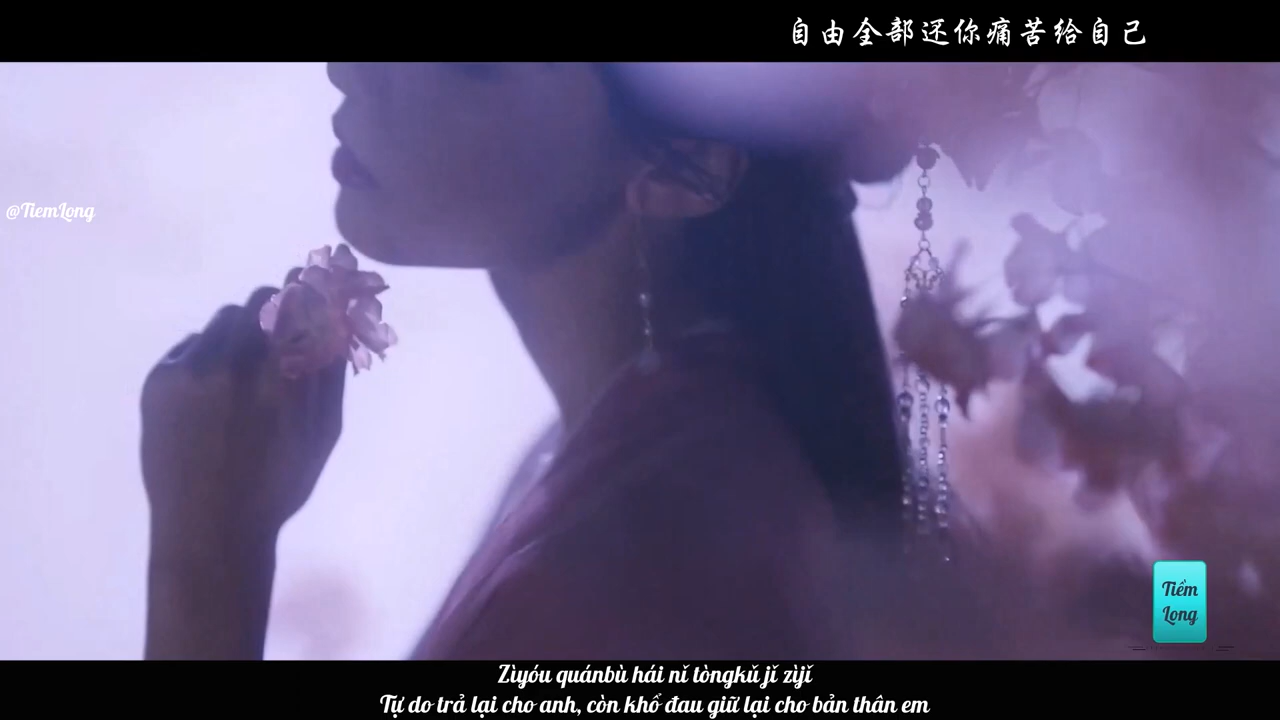 自由全部还你痛苦给自己
@TiemLong
Tiềm
Long
Zìyóu quánbù hái nǐ tòngkǔ jǐ zìjǐ
Tự do trả lại cho anh, còn khổ đau giữ lại cho bản thân em